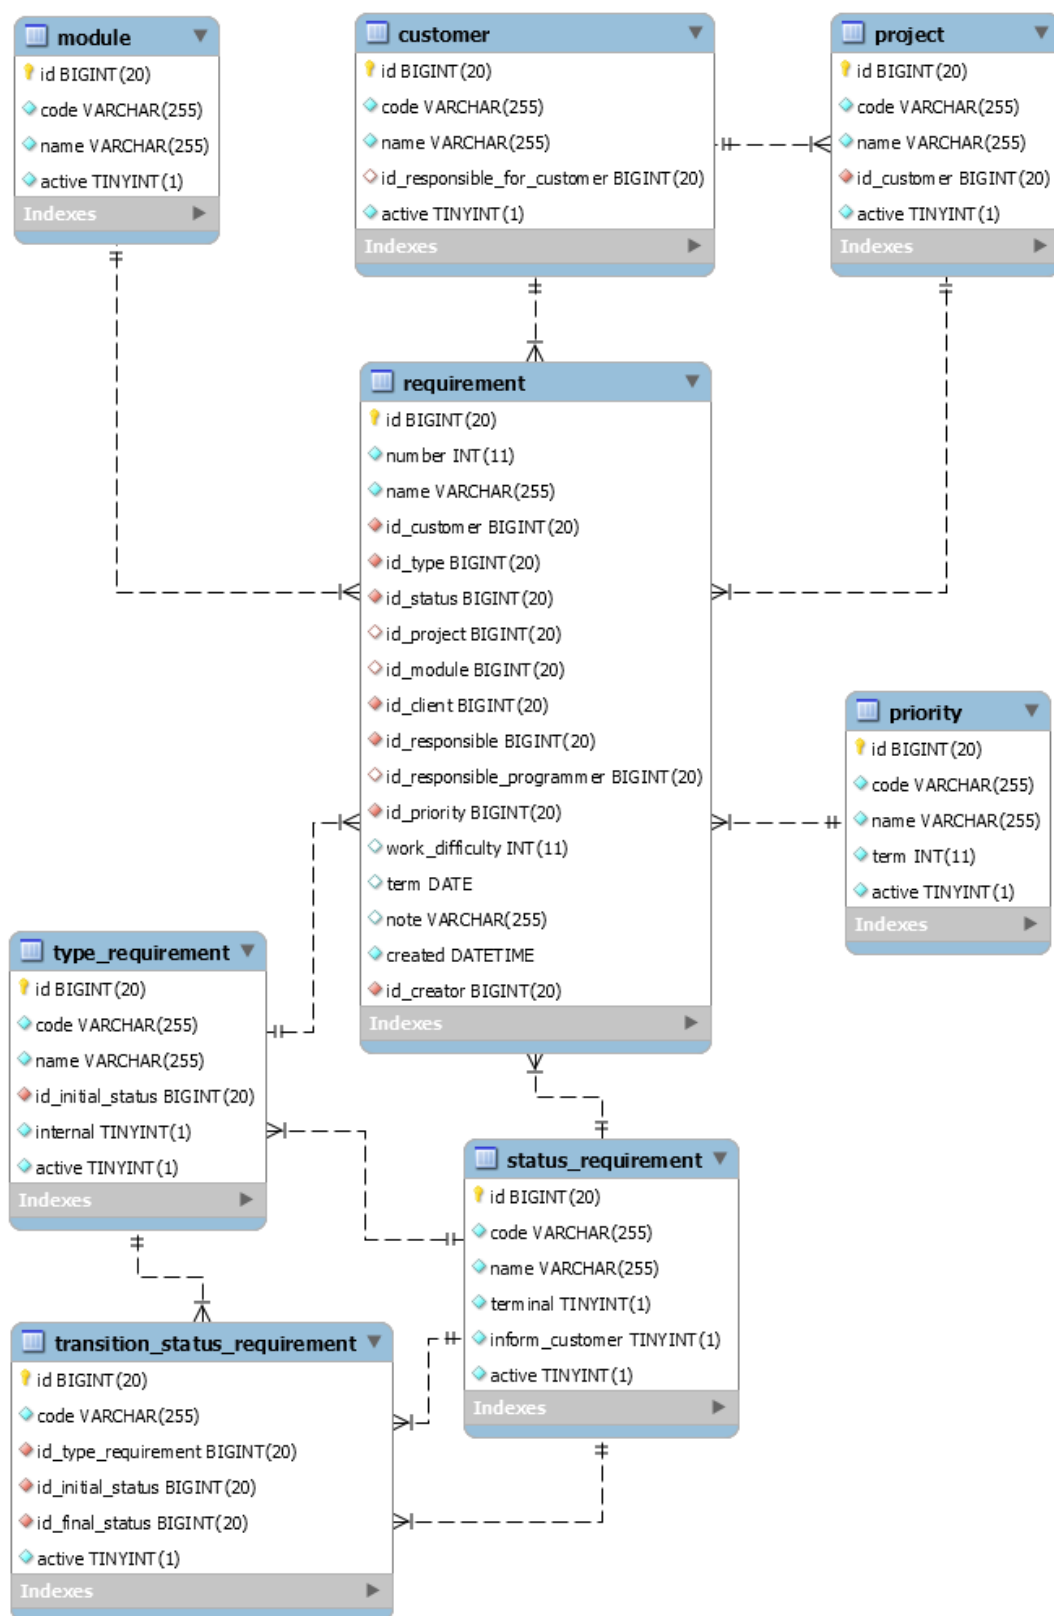 module
id BIGINT(20)
code VARCHAR(255)
name VARCHAR(255)
active TINYINT(1)
Indexes
customer
id BIGINT(20)
code VARCHAR(255)
name VARCHAR(255)
id_responsible_for_customer BIGINT(20)
active TINYINT(1)
Indexes
project
id BIGINT(20)
code VARCHAR(255)
name VARCHAR(255)
id_customer BIGINT(20)
active TINYINT(1)
Indexes
requirement
id BIGINT(20)
number INT(11)
name VARCHAR(255)
id_customer BIGINT(20)
id_type BIGINT(20)
id_status BIGINT(20)
id_project BIGINT(20)
id_module BIGINT(20)
id_client BIGINT(20)
id_responsible BIGINT(20)
id_responsible_programmer BIGINT(20)
id_priority BIGINT(20)
work_difficulty INT(11)
term DATE
note VARCHAR(255)
created DATETIME
id_creator BIGINT(20)
Indexes
priority
id BIGINT(20)
code VARCHAR(255)
name VARCHAR(255)
term INT(11)
active TINYINT(1)
Indexes
type_requirement
id BIGINT(20)
code VARCHAR(255)
name VARCHAR(255)
id_initial_status BIGINT(20)
internal TINYINT(1)
active TINYINT(1)
Indexes
status_requirement
id BIGINT(20)
code VARCHAR(255)
name VARCHAR(255)
terminal TINYINT(1)
inform_customer TINYINT(1)
active TINYINT(1)
Indexes
transition_status_requirement
id BIGINT(20)
code VARCHAR(255)
id_type_requirement BIGINT(20)
id_initial_status BIGINT(20)
id_final_status BIGINT(20)
active TINYINT(1)
Indexes